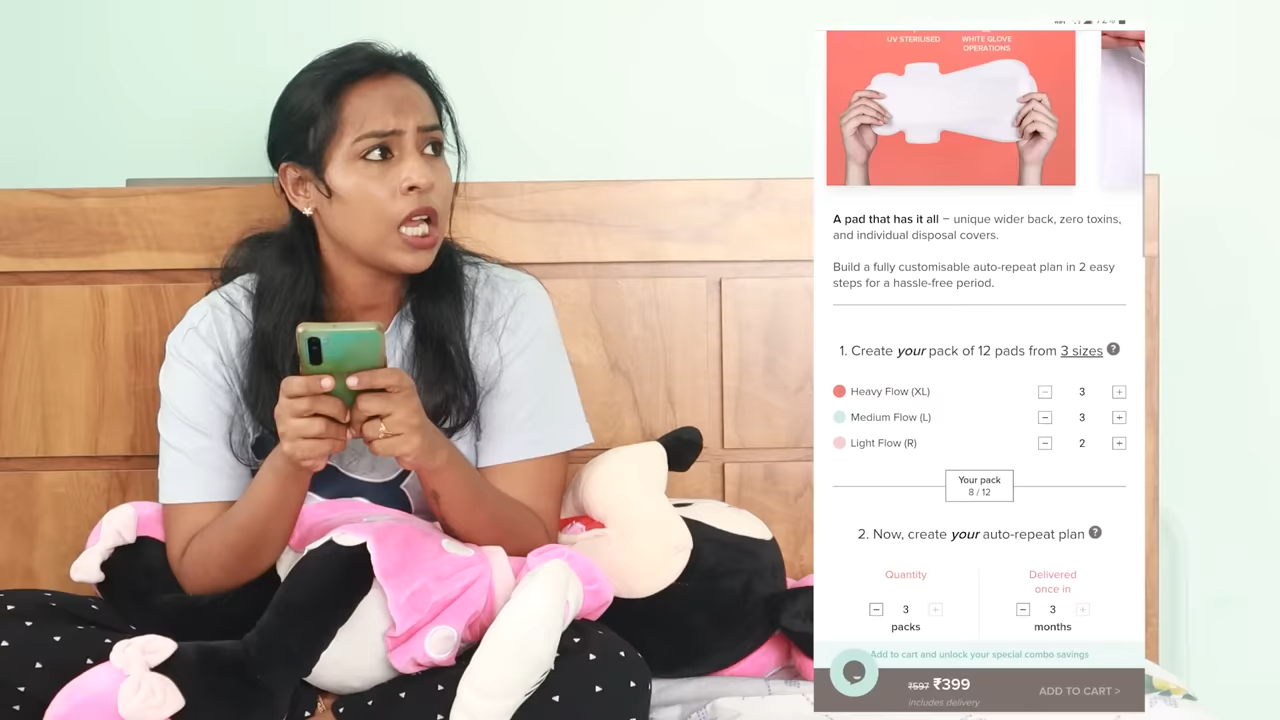 UV STERILISED
WHITE GLOVE
OPERATIONS
A pad that has it all – unique wider back, zero toxins,
and individual disposal covers.
Build a fully customisable auto-repeat plan in 2 easy
steps for a hassle-free period.
1. Create your pack of 12 pads from 3 sizes ?
Heavy Flow (XL) − 3 +
Medium Flow (L) − 3 +
Light Flow (R) − 2 +
Your pack
8 / 12
2. Now, create your auto-repeat plan ?
Quantity
− 3 +
packs
Delivered
once in
− 3 +
months
Add to cart and unlock your special combo savings
₹597 ₹399
includes delivery
ADD TO CART >